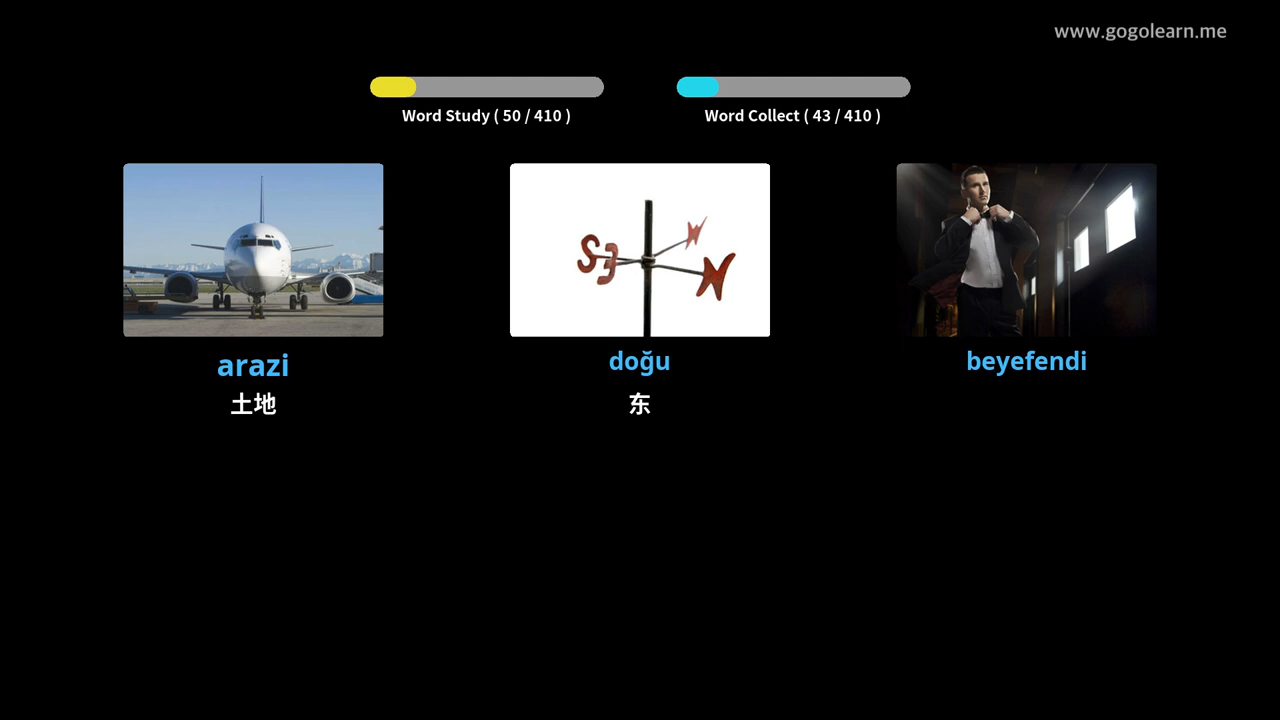 www.gogolearn.me
Word Study ( 50 / 410 )
Word Collect ( 43 / 410 )
S E W N
arazi
doğu
beyefendi
土地
东